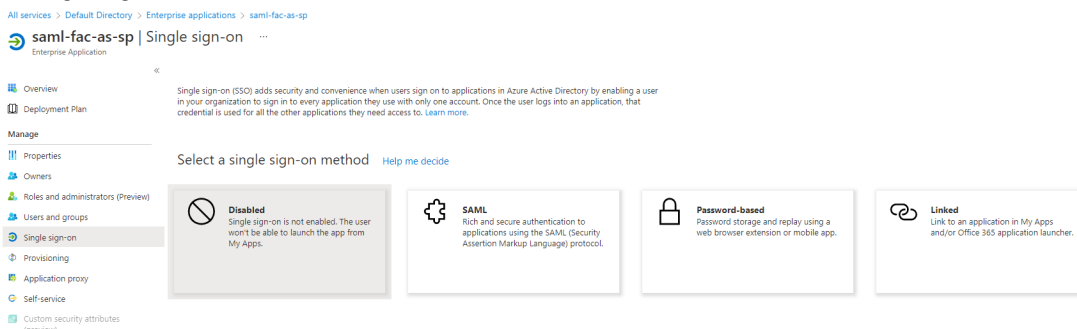 All services > Default Directory > Enterprise applications > saml-fac-as-sp
saml-fac-as-sp | Single sign-on ...
Enterprise Application
«
Overview
Deployment Plan
Manage
Properties
Owners
Roles and administrators (Preview)
Users and groups
Single sign-on
Provisioning
Application proxy
Self-service
Custom security attributes
Single sign-on (SSO) adds security and convenience when users sign on to applications in Azure Active Directory by enabling a user
in your organization to sign in to every application they use with only one account. Once the user logs into an application, that
credential is used for all the other applications they need access to. Learn more.
Select a single sign-on method Help me decide
Disabled
Single sign-on is not enabled. The user
won't be able to launch the app from
My Apps.
SAML
Rich and secure authentication to
applications using the SAML (Security
Assertion Markup Language) protocol.
Password-based
Password storage and replay using a
web browser extension or mobile app.
Linked
Link to an application in My Apps
and/or Office 365 application launcher.